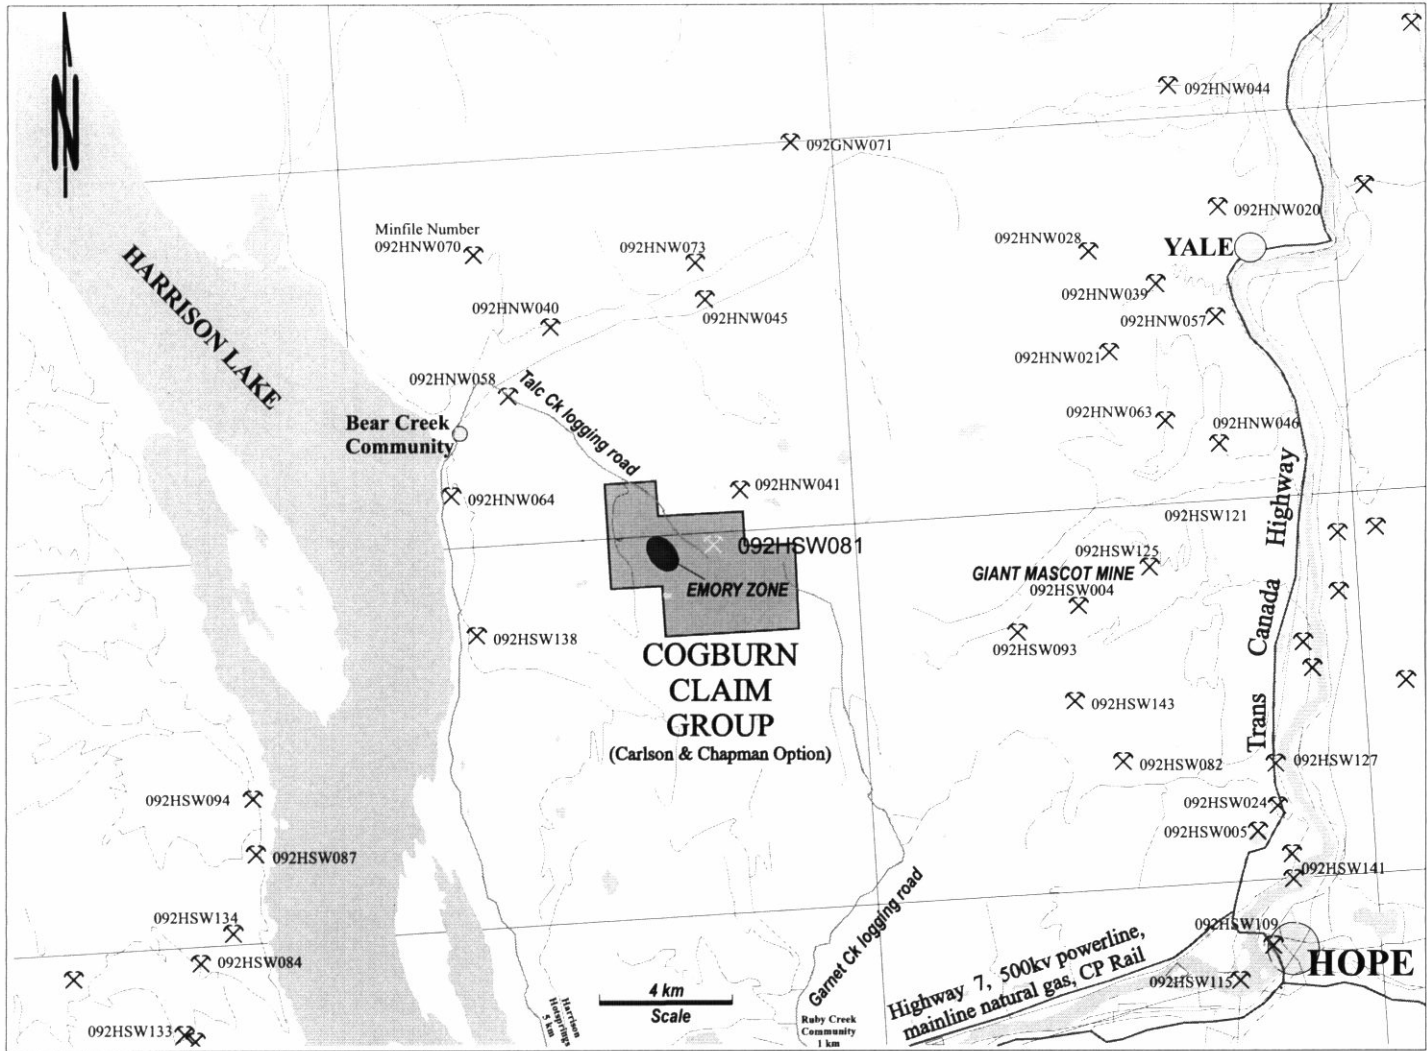 N
092HNW044
092GNW071
092HNW020
Minfile Number
092HNW070
092HNW073
092HNW028
YALE
HARRISON LAKE
092HNW039
092HNW040
092HNW045
092HNW057
092HNW021
092HNW058
Talc Ck logging road
Bear Creek
Community
092HNW063
092HNW046
092HNW064
092HNW041
092HSW121
Trans Canada Highway
092HSW081
092HSW125
GIANT MASCOT MINE
092HSW004
EMORY ZONE
092HSW138
092HSW093
COGBURN
CLAIM
GROUP
(Carlson & Chapman Option)
092HSW143
092HSW082
092HSW127
092HSW094
092HSW024
092HSW005
092HSW087
092HSW141
092HSW134
Garnet Ck logging road
092HSW109
092HSW084
HOPE
Highway 7, 500kv powerline,
mainline natural gas, CP Rail
092HSW115
4 km
Scale
092HSW133
Harrison
Hotsprings
5 km
Ruby Creek
Community
1 km